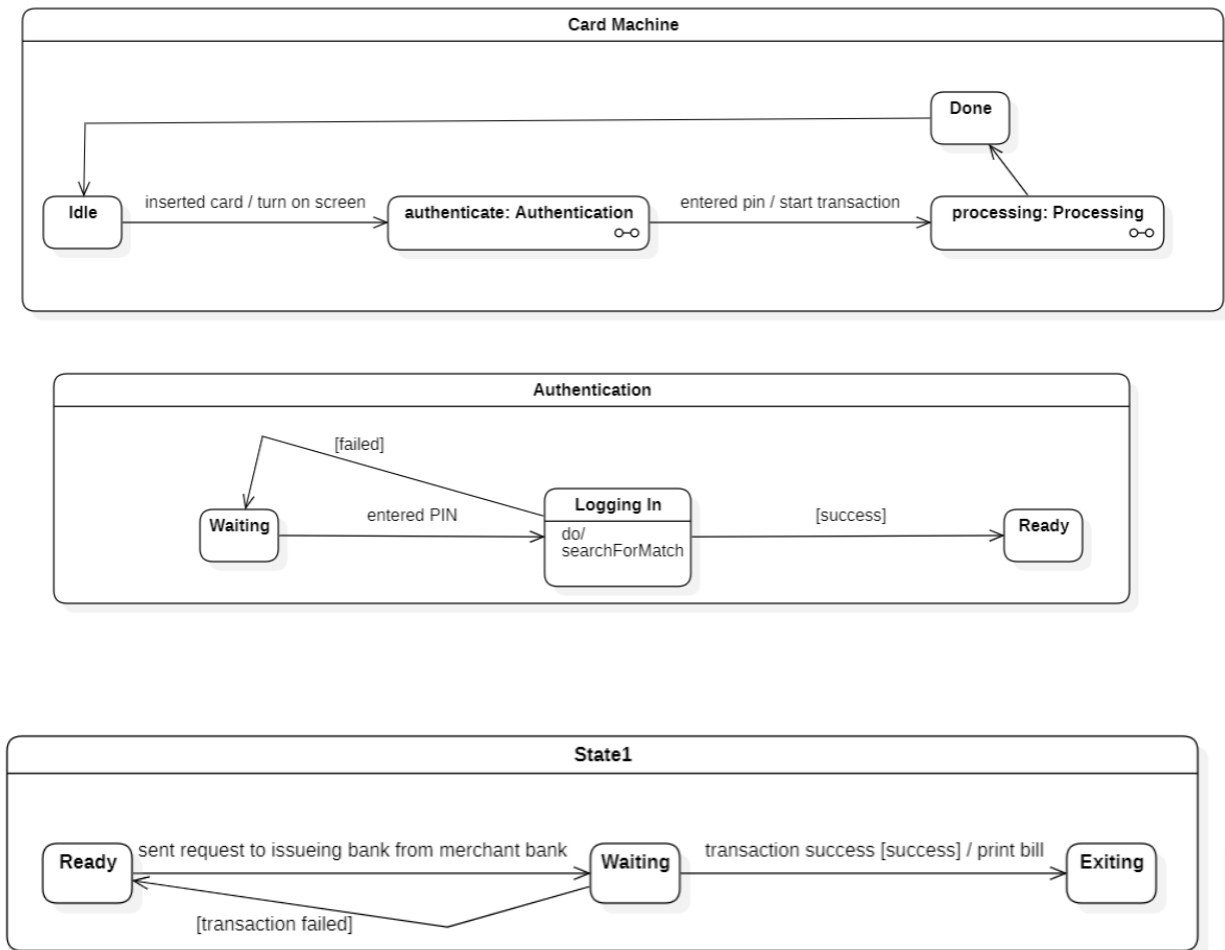 Card Machine
Done
inserted card / turn on screen
entered pin / start transaction
Idle
authenticate: Authentication
processing: Processing
Authentication
[failed]
Waiting
entered PIN
Logging In
do/
searchForMatch
[success]
Ready
State1
Ready
sent request to issueing bank from merchant bank
Waiting
transaction success [success] / print bill
Exiting
[transaction failed]